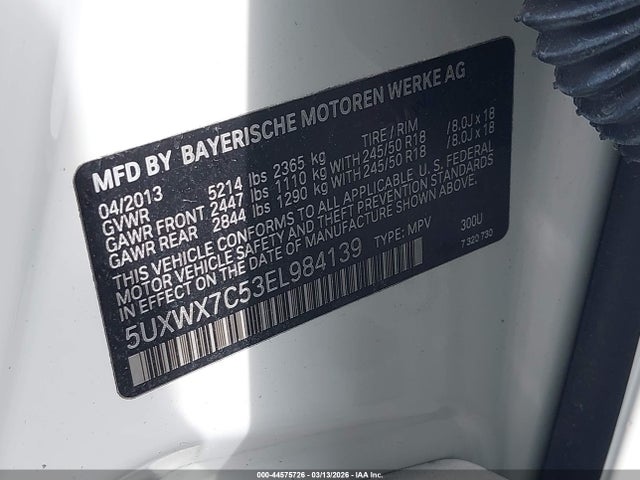 MFD BY BAYERISCHE MOTOREN WERKE AG
04/2013 5214 lbs 2365 kg TIRE / RIM
GVWR
GAWR FRONT 2447 lbs 1110 kg WITH 245/50 R18 / 8.0J x 18
GAWR REAR 2844 lbs 1290 kg WITH 245/50 R18 / 8.0J x 18
THIS VEHICLE CONFORMS TO ALL APPLICABLE U.S. FEDERAL
MOTOR VEHICLE SAFETY AND THEFT PREVENTION STANDARDS
IN EFFECT ON THE DATE OF MANUFACTURE SHOWN ABOVE.
5UXWX7C53EL984139 TYPE: MPV 300U
7 320 730
000-44575726 | 03/13/2026 | IAA Inc.